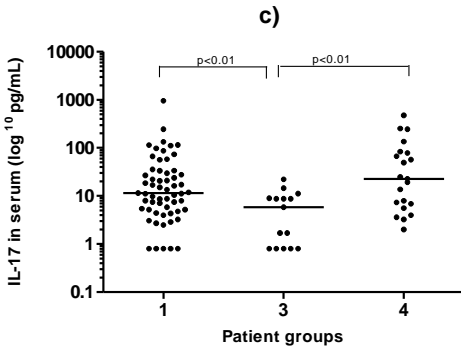 c)
p<0.01 p<0.01
10000
1000
100
10
1
0.1
IL-17 in serum (log 10 pg/mL)
1 3 4
Patient groups